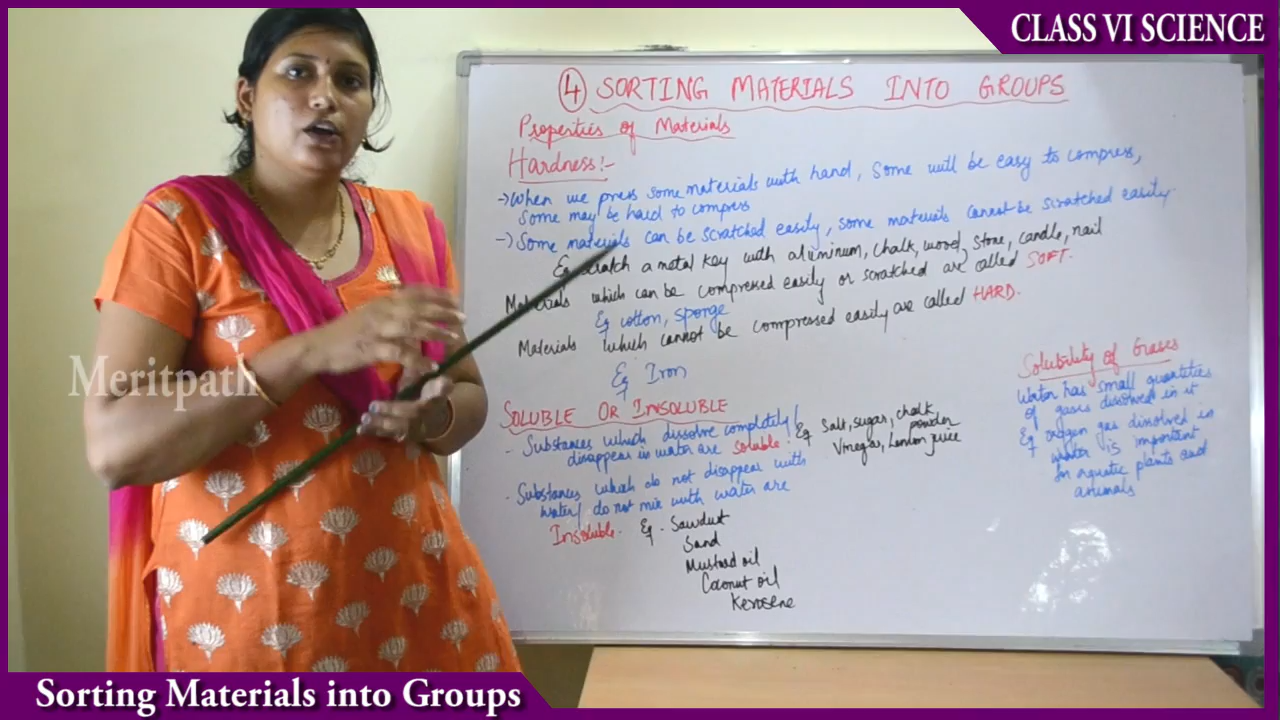 CLASS VI SCIENCE
④ SORTING MATERIALS INTO GROUPS
Properties of Materials
Hardness:-
→ When we press some materials with hand, Some will be easy to compress,
Some may be hard to compress
→ Some materials can be scratched easily, some materials cannot be scratched easily
Eg scratch a metal key with aluminum, chalk, wood, stone, candle, nail
Materials which can be compressed easily or scratched are called SOFT.
Eg cotton, sponge
Materials which cannot be compressed easily are called HARD.
Eg Iron
SOLUBLE OR INSOLUBLE
- Substances which dissolve completely/
disappear in water are soluble. Eg Salt, sugar, chalk powder
Vinegar, juice
- Substances which do not disappear with
water/ do not mix with water are
Insoluble. Eg. Sawdust
Sand
Mustard oil
Coconut oil
Kerosene
Solubility of Gases
Water has small quantities
of gases dissolved in it
Eg oxygen gas dissolved in
water is important
for aquatic plants and
animals
Meritpath
Sorting Materials into Groups